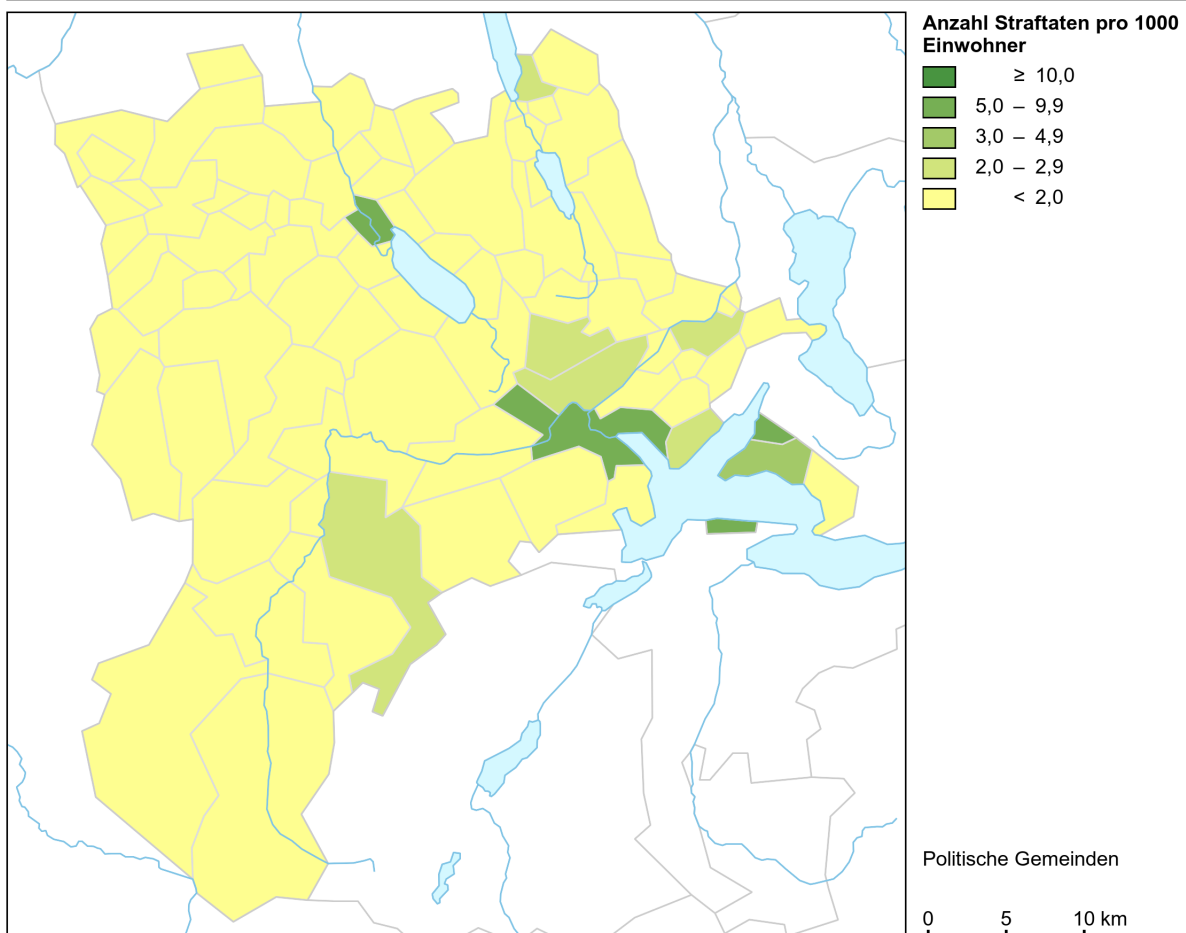 Anzahl Straftaten pro 1000
Einwohner
≥ 10,0
5,0 – 9,9
3,0 – 4,9
2,0 – 2,9
< 2,0
Politische Gemeinden
0 5 10 km